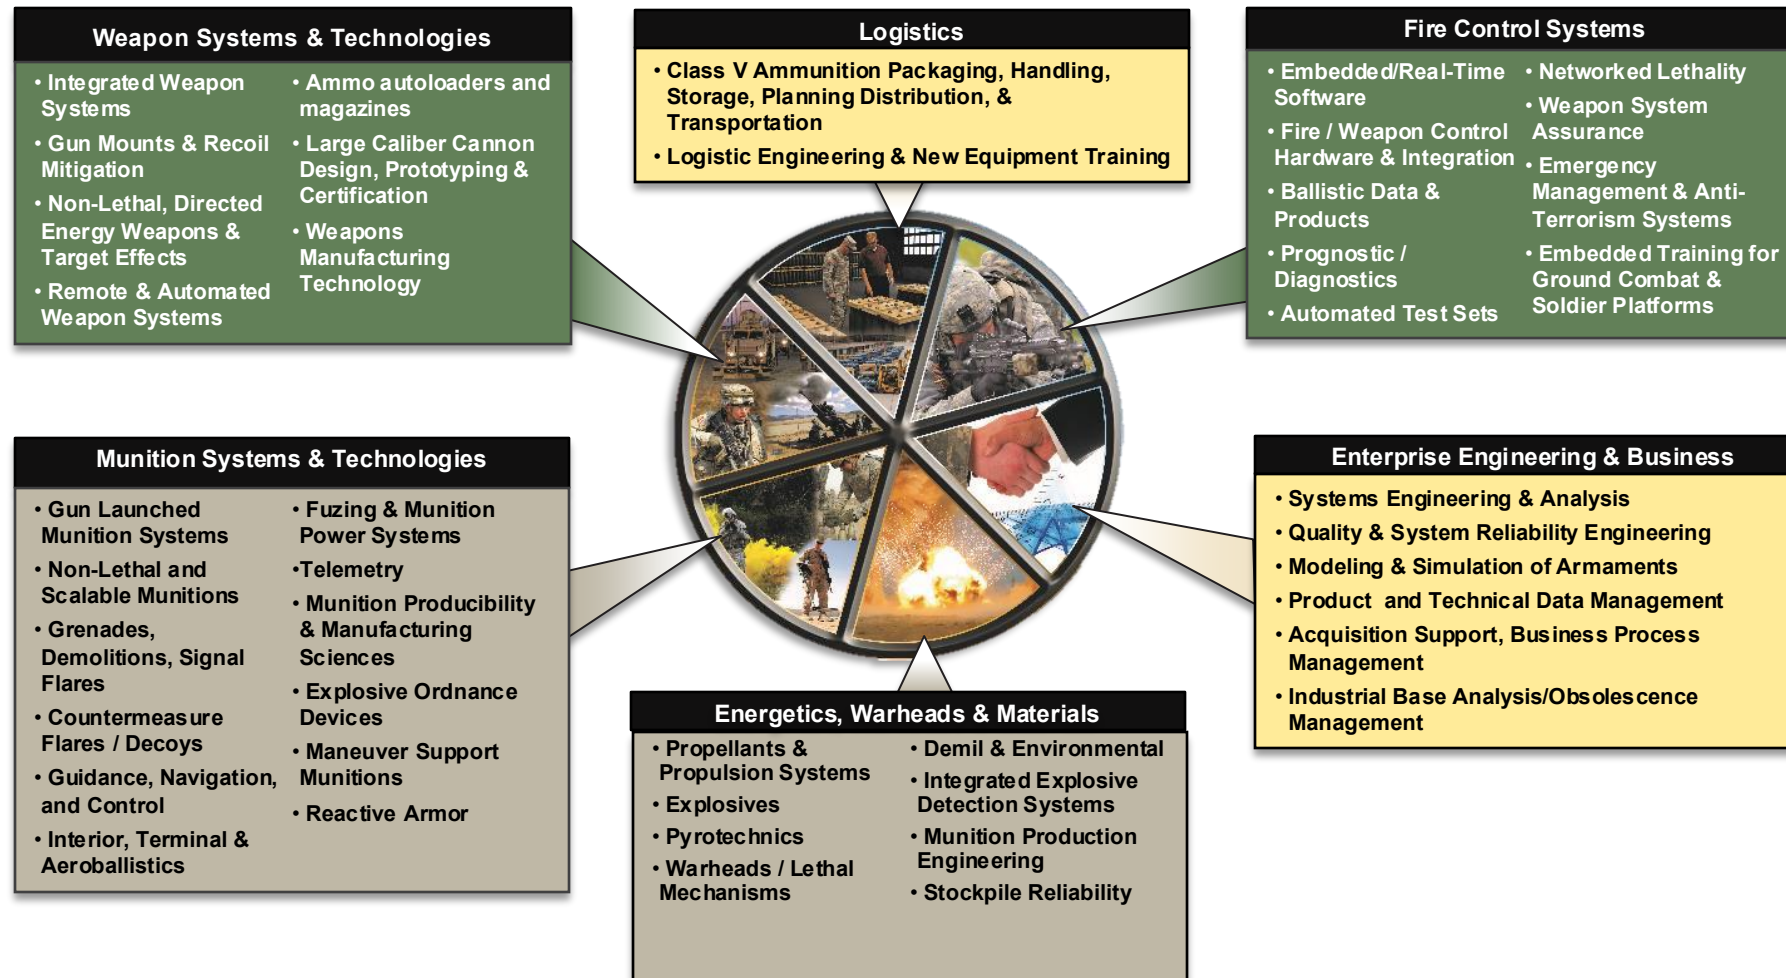 Weapon Systems & Technologies
• Integrated Weapon
Systems
• Gun Mounts & Recoil
Mitigation
• Non-Lethal, Directed
Energy Weapons &
Target Effects
• Remote & Automated
Weapon Systems
• Ammo autoloaders and
magazines
• Large Caliber Cannon
Design, Prototyping &
Certification
• Weapons
Manufacturing
Technology
Logistics
• Class V Ammunition Packaging, Handling,
Storage, Planning Distribution, &
Transportation
• Logistic Engineering & New Equipment Training
Fire Control Systems
• Embedded/Real-Time
Software
• Fire / Weapon Control
Hardware & Integration
• Ballistic Data &
Products
• Prognostic /
Diagnostics
• Automated Test Sets
• Networked Lethality
• Weapon System
Assurance
• Emergency
Management & Anti-
Terrorism Systems
• Embedded Training for
Ground Combat &
Soldier Platforms
Munition Systems & Technologies
• Gun Launched
Munition Systems
• Non-Lethal and
Scalable Munitions
• Grenades,
Demolitions, Signal
Flares
• Countermeasure
Flares / Decoys
• Guidance, Navigation,
and Control
• Interior, Terminal &
Aeroballistics
• Fuzing & Munition
Power Systems
•Telemetry
• Munition Producibility
& Manufacturing
Sciences
• Explosive Ordnance
Devices
• Maneuver Support
Munitions
• Reactive Armor
Energetics, Warheads & Materials
• Propellants &
Propulsion Systems
• Explosives
• Pyrotechnics
• Warheads / Lethal
Mechanisms
• Demil & Environmental
• Integrated Explosive
Detection Systems
• Munition Production
Engineering
• Stockpile Reliability
Enterprise Engineering & Business
• Systems Engineering & Analysis
• Quality & System Reliability Engineering
• Modeling & Simulation of Armaments
• Product and Technical Data Management
• Acquisition Support, Business Process
Management
• Industrial Base Analysis/Obsolescence
Management